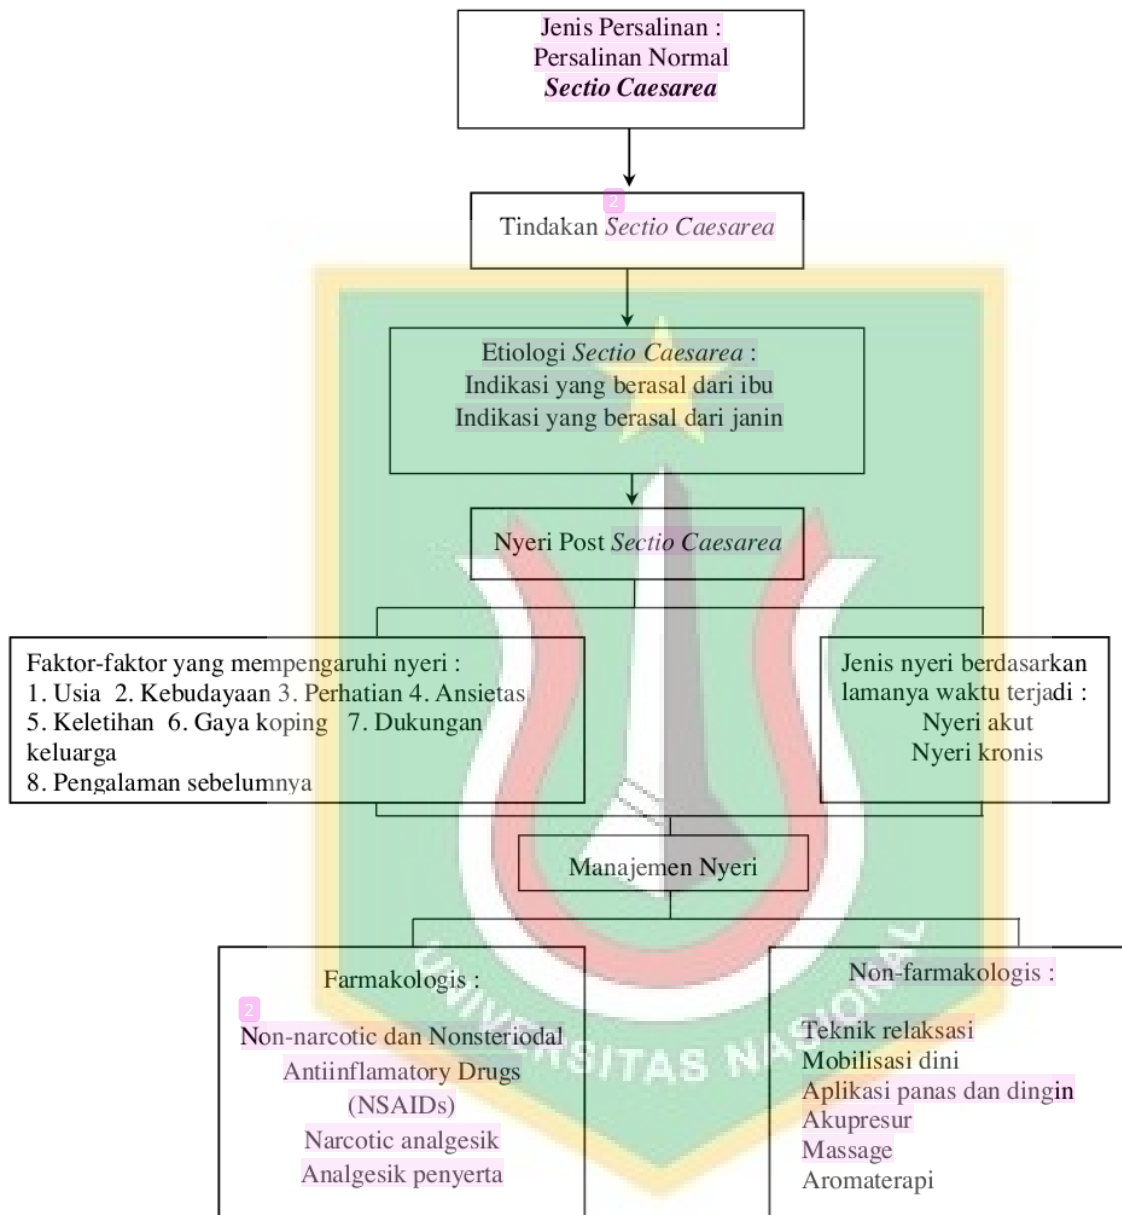 Jenis Persalinan :
Persalinan Normal
Sectio Caesarea
2
Tindakan Sectio Caesarea
Etiologi Sectio Caesarea :
Indikasi yang berasal dari ibu
Indikasi yang berasal dari janin
Nyeri Post Sectio Caesarea
Faktor-faktor yang mempengaruhi nyeri :
1. Usia 2. Kebudayaan 3. Perhatian 4. Ansietas
5. Keletihan 6. Gaya koping 7. Dukungan
keluarga
8. Pengalaman sebelumnya
Jenis nyeri berdasarkan
lamanya waktu terjadi :
Nyeri akut
Nyeri kronis
Manajemen Nyeri
Farmakologis :
2
Non-narcotic dan Nonsteriodal
Antiinflamatory Drugs
(NSAIDs)
Narcotic analgesik
Analgesik penyerta
Non-farmakologis :
Teknik relaksasi
Mobilisasi dini
Aplikasi panas dan dingin
Akupresur
Massage
Aromaterapi
UNIVERSITAS NASIONAL